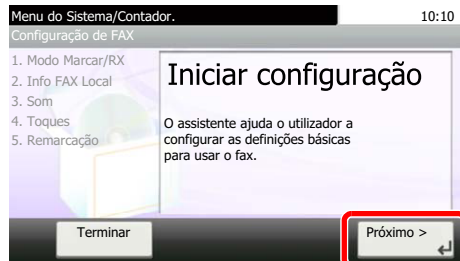 Menu do Sistema/Contador.
10:10
Configuração de FAX
1. Modo Marcar/RX
2. Info FAX Local
3. Som
4. Toques
5. Remarcação
Iniciar configuração
O assistente ajuda o utilizador a
configurar as definições básicas
para usar o fax.
Terminar
Próximo >